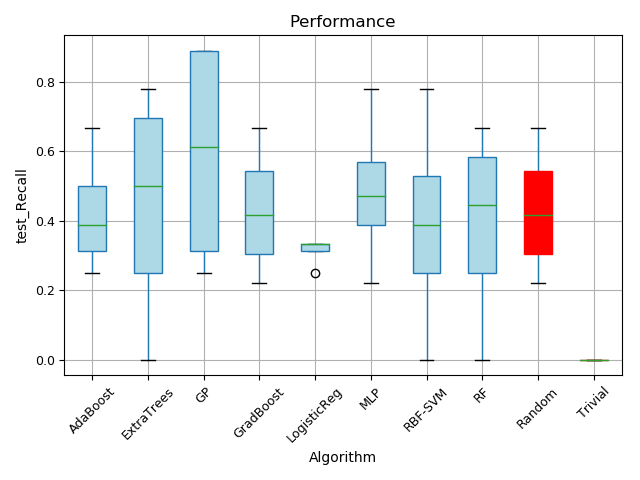 Performance
test_Recall
0.8
0.6
0.4
0.2
0.0
AdaBoost
ExtraTrees
GP
GradBoost
LogisticReg
MLP
RBF-SVM
RF
Random
Trivial
Algorithm